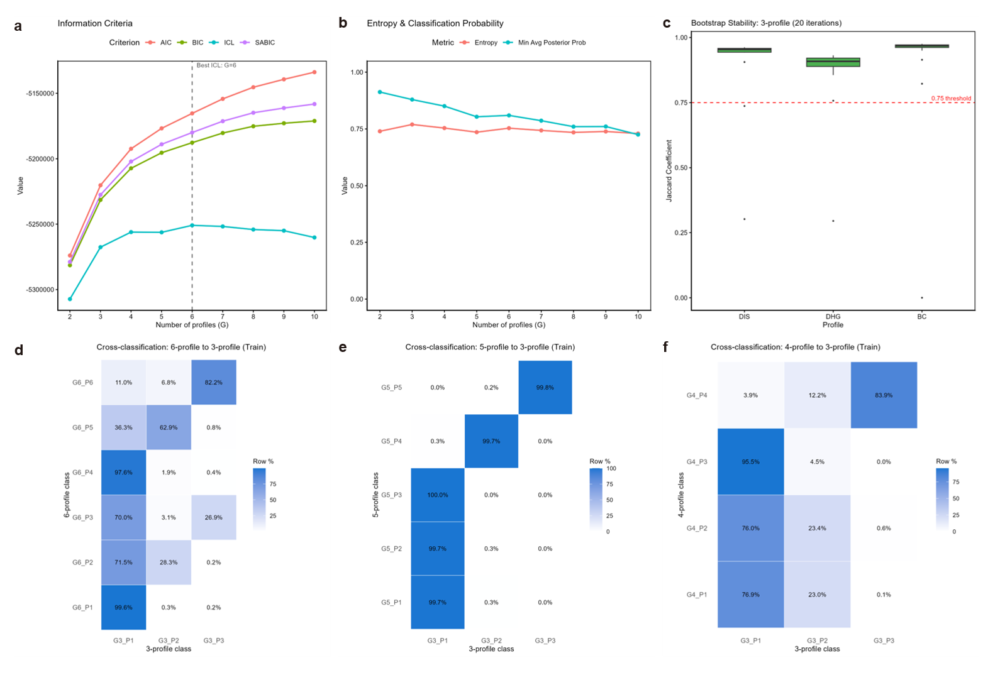 a
Information Criteria
Criterion AIC BIC ICL SABIC
Best ICL: G=6
Value
-5150000
-5200000
-5250000
-5300000
2 3 4 5 6 7 8 9 10
Number of profiles (G)
b
Entropy & Classification Probability
Metric Entropy Min Avg Posterior Prob
Value
1.00
0.75
0.50
0.25
0.00
2 3 4 5 6 7 8 9 10
Number of profiles (G)
c
Bootstrap Stability: 3-profile (20 iterations)
Jaccard Coefficient
1.00
0.75
0.50
0.25
0.00
0.75 threshold
DIS DHG BC
Profile
d
Cross-classification: 6-profile to 3-profile (Train)
6-profile class
G6_P6 11.0% 6.8% 82.2%
G6_P5 36.3% 62.9% 0.8%
G6_P4 97.6% 1.9% 0.4%
G6_P3 70.0% 3.1% 26.9%
G6_P2 71.5% 28.3% 0.2%
G6_P1 99.6% 0.3% 0.2%
G3_P1 G3_P2 G3_P3
3-profile class
Row %
75
50
25
e
Cross-classification: 5-profile to 3-profile (Train)
5-profile class
G5_P5 0.0% 0.2% 99.8%
G5_P4 0.3% 99.7% 0.0%
G5_P3 100.0% 0.0% 0.0%
G5_P2 99.7% 0.3% 0.0%
G5_P1 99.7% 0.3% 0.0%
G3_P1 G3_P2 G3_P3
3-profile class
Row %
100
75
50
25
0
f
Cross-classification: 4-profile to 3-profile (Train)
4-profile class
G4_P4 3.9% 12.2% 83.9%
G4_P3 95.5% 4.5% 0.0%
G4_P2 76.0% 23.4% 0.6%
G4_P1 76.9% 23.0% 0.1%
G3_P1 G3_P2 G3_P3
3-profile class
Row %
75
50
25
0